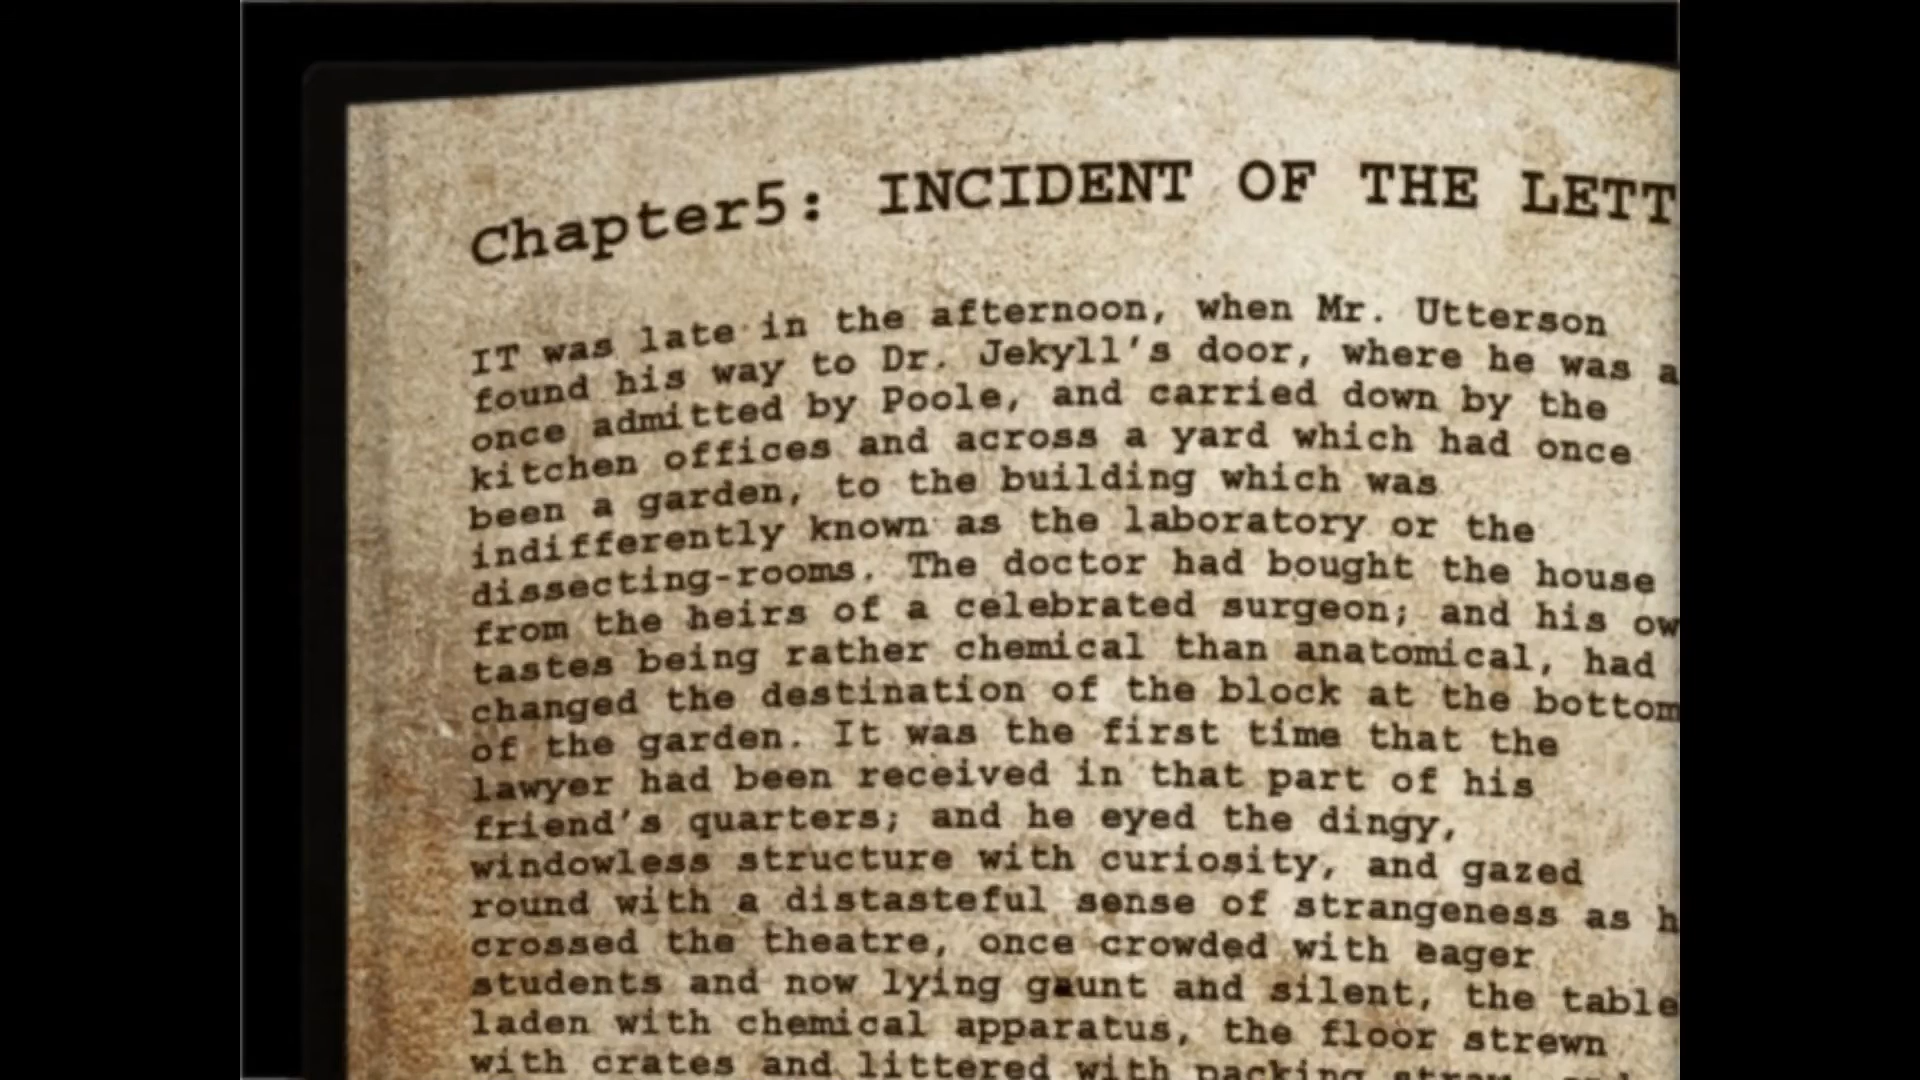 Chapter5: INCIDENT OF THE LETT
IT was late in the afternoon, when Mr. Utterson
found his way to Dr. Jekyll's door, where he was a
once admitted by Poole, and carried down by the
kitchen offices and across a yard which had once
been a garden, to the building which was
indifferently known as the laboratory or the
dissecting-rooms. The doctor had bought the house
from the heirs of a celebrated surgeon; and his ow
tastes being rather chemical than anatomical, had
changed the destination of the block at the bottom
of the garden. It was the first time that the
lawyer had been received in that part of his
friend's quarters; and he eyed the dingy,
windowless structure with curiosity, and gazed
round with a distasteful sense of strangeness as h
crossed the theatre, once crowded with eager
students and now lying gaunt and silent, the table
laden with chemical apparatus, the floor strewn
with crates and littered with packing straw, and